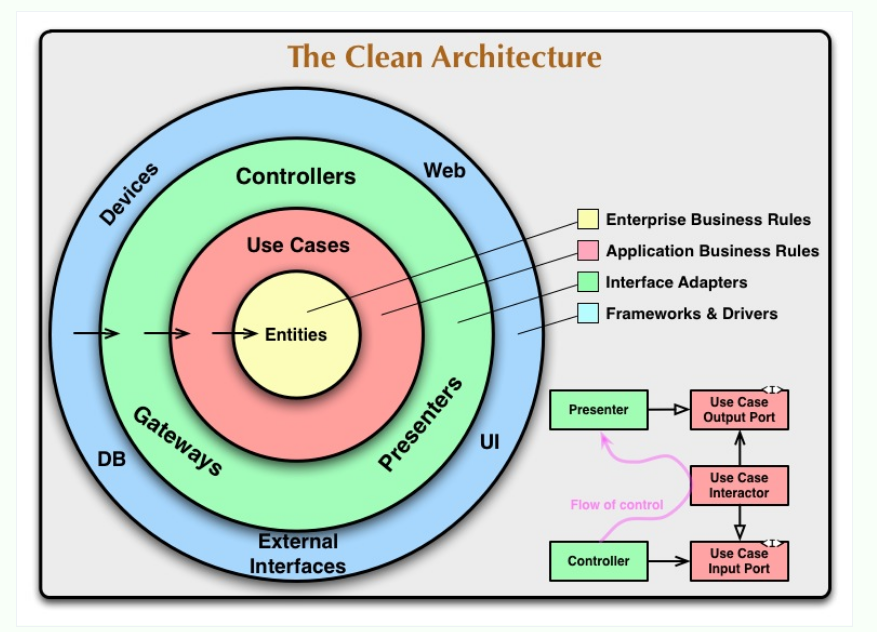 The Clean Architecture
Devices
Web
Controllers
Use Cases
Entities
Gateways
Presenters
DB
UI
External
Interfaces
Enterprise Business Rules
Application Business Rules
Interface Adapters
Frameworks & Drivers
Presenter
<I>
Use Case
Output Port
Use Case
Interactor
Flow of control
Controller
<I>
Use Case
Input Port